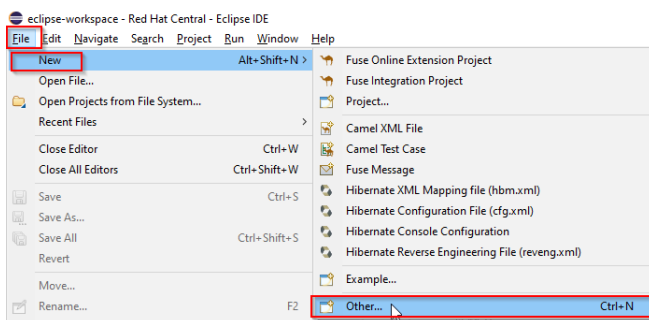 eclipse-workspace - Red Hat Central - Eclipse IDE
File Edit Navigate Search Project Run Window Help
New Alt+Shift+N >
Open File...
Open Projects from File System...
Recent Files >
Close Editor Ctrl+W
Close All Editors Ctrl+Shift+W
Save Ctrl+S
Save As...
Save All Ctrl+Shift+S
Revert
Move...
Rename... F2
Fuse Online Extension Project
Fuse Integration Project
Project...
Camel XML File
Camel Test Case
Fuse Message
Hibernate XML Mapping file (hbm.xml)
Hibernate Configuration File (cfg.xml)
Hibernate Console Configuration
Hibernate Reverse Engineering File (reveng.xml)
Example...
Other... Ctrl+N